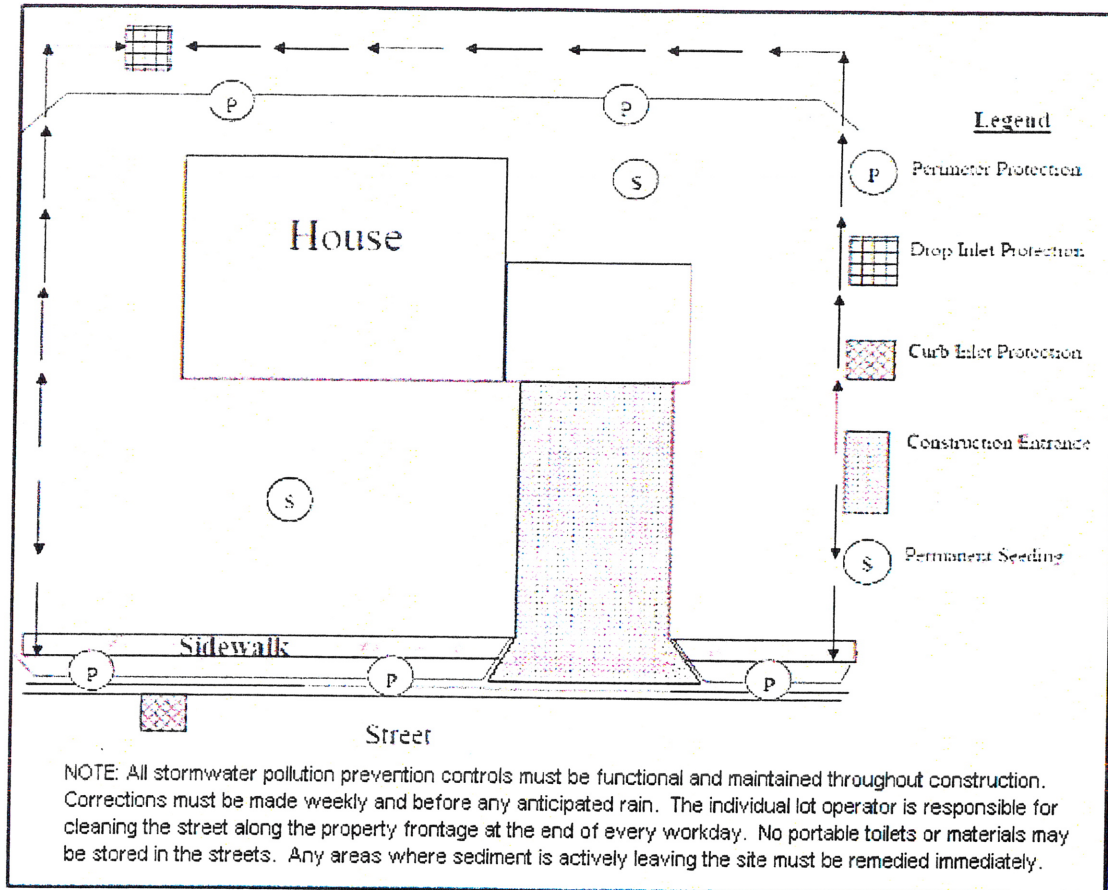 P
P
Legend
S
P
Perimeter Protection
House
Drop Inlet Protection
Curb Inlet Protection
Construction Entrance
S
S
Permanent Seeding
Sidewalk
P
P
P
Street
NOTE: All stormwater pollution prevention controls must be functional and maintained throughout construction.
Corrections must be made weekly and before any anticipated rain. The individual lot operator is responsible for
cleaning the street along the property frontage at the end of every workday. No portable toilets or materials may
be stored in the streets. Any areas where sediment is actively leaving the site must be remedied immediately.